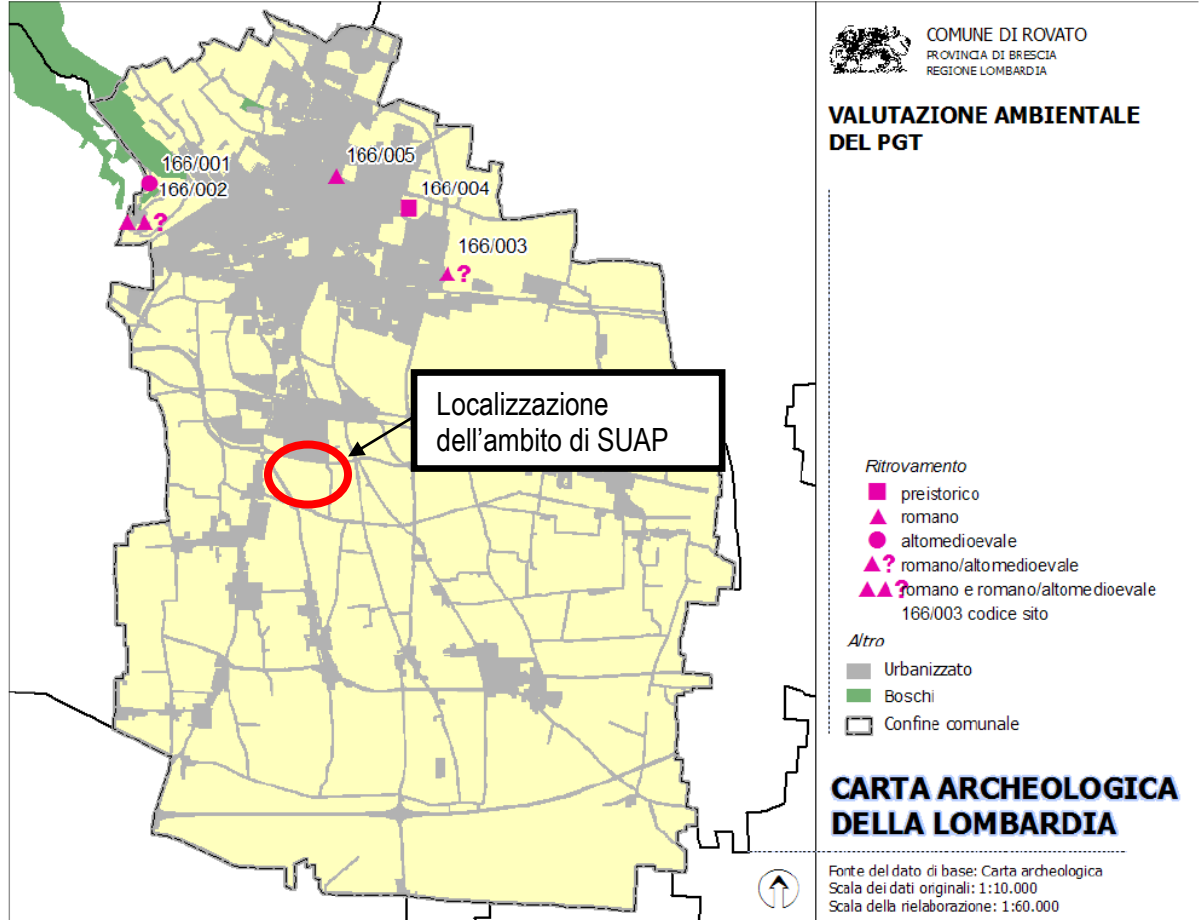 166/001
166/002
?
166/005
166/004
166/003
?
Localizzazione
dell'ambito di SUAP
COMUNE DI ROVATO
PROVINCIA DI BRESCIA
REGIONE LOMBARDIA
VALUTAZIONE AMBIENTALE
DEL PGT
Ritrovamento
preistorico
romano
altomedioevale
? romano/altomedioevale
? romano e romano/altomedioevale
166/003 codice sito
Altro
Urbanizzato
Boschi
Confine comunale
CARTA ARCHEOLOGICA
DELLA LOMBARDIA
Fonte del dato di base: Carta archeologica
Scala dei dati originali: 1:10.000
Scala della rielaborazione: 1:60.000